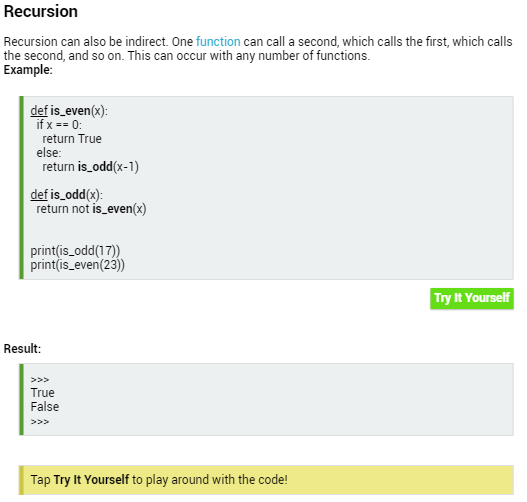 Recursion
Recursion can also be indirect. One function can call a second, which calls the first, which calls
the second, and so on. This can occur with any number of functions.
Example:
def is_even(x):
  if x == 0:
    return True
  else:
    return is_odd(x-1)

def is_odd(x):
  return not is_even(x)


print(is_odd(17))
print(is_even(23))
Try It Yourself
Result:
>>>
True
False
>>>
Tap Try It Yourself to play around with the code!